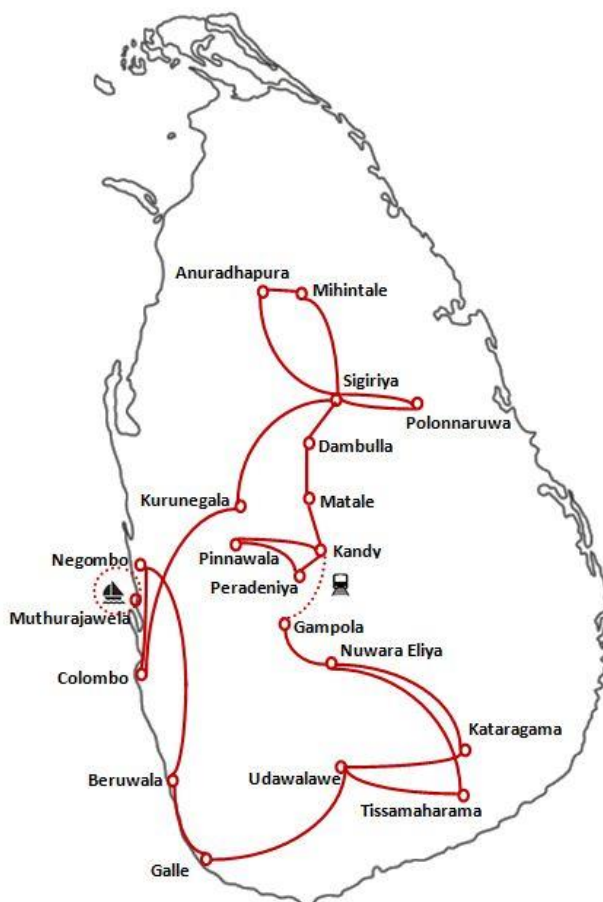 Anuradhapura
Mihintale
Sigiriya
Polonnaruwa
Dambulla
Kurunegala
Matale
Negombo
Pinnawala
Kandy
Peradeniya
Muthurajawela
Gampola
Nuwara Eliya
Colombo
Kataragama
Beruwala
Udawalawe
Tissamaharama
Galle